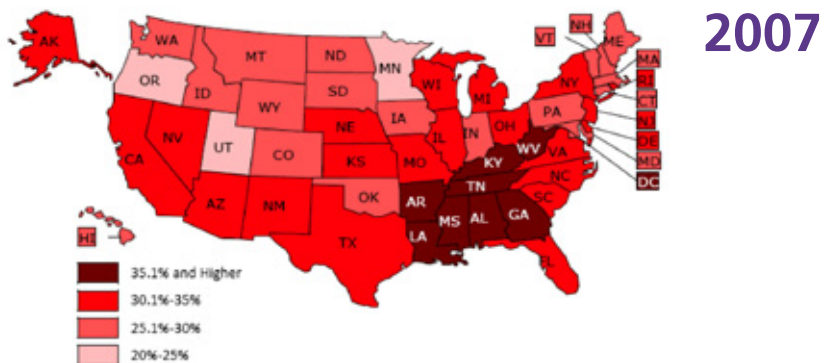 2007
AK
WA
MT
ND
MN
VT
NH
ME
OR
ID
WY
SD
WI
MI
NY
MA
RI
CT
NJ
DE
MD
DC
NV
UT
CO
NE
IA
IL
IN
OH
PA
CA
KS
MO
KY
WV
VA
AZ
NM
OK
AR
TN
NC
SC
TX
LA
MS
AL
GA
FL
HI
35.1% and Higher
30.1%-35%
25.1%-30%
20%-25%